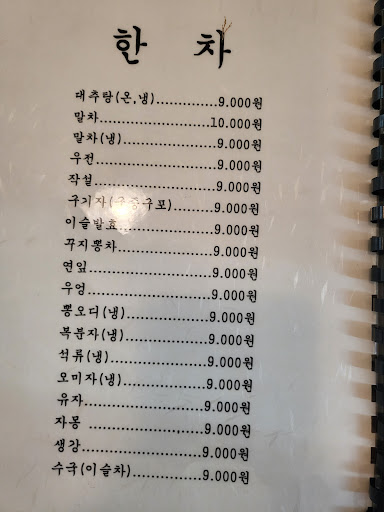 한 차
대추탕(온,냉)..............9.000원
말차.........................10.000원
말차(냉)......................9.000원
우전...........................9.000원
작설...........................9.000원
구기자(구증구포).........9.000원
이슬발효.....................9.000원
꾸지뽕차.....................9.000원
연잎...........................9.000원
우엉...........................9.000원
뽕오디(냉)...................9.000원
복분자(냉)...................9.000원
석류(냉)......................9.000원
오미자(냉)...................9.000원
유자...........................9.000원
자몽 ..........................9.000원
생강...........................9.000원
수국(이슬차)................9.000원